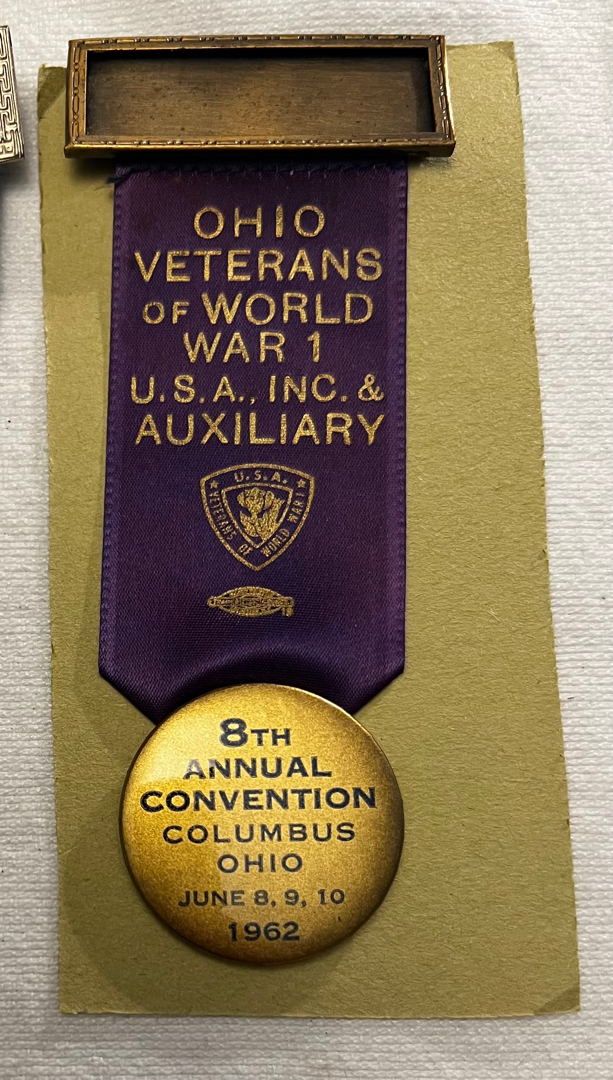 OHIO
VETERANS
OF WORLD
WAR 1
U.S.A., INC. &
AUXILIARY
U.S.A.
VETERANS OF WORLD WAR I
8TH
ANNUAL
CONVENTION
COLUMBUS
OHIO
JUNE 8, 9, 10
1962